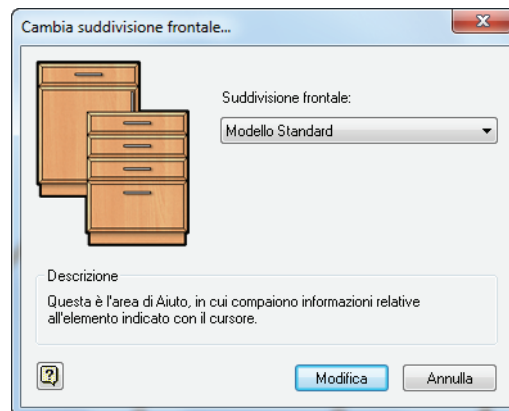 Cambia suddivisione frontale...
Suddivisione frontale:
Modello Standard
Descrizione
Questa è l'area di Aiuto, in cui compaiono informazioni relative
all'elemento indicato con il cursore.
Modifica
Annulla